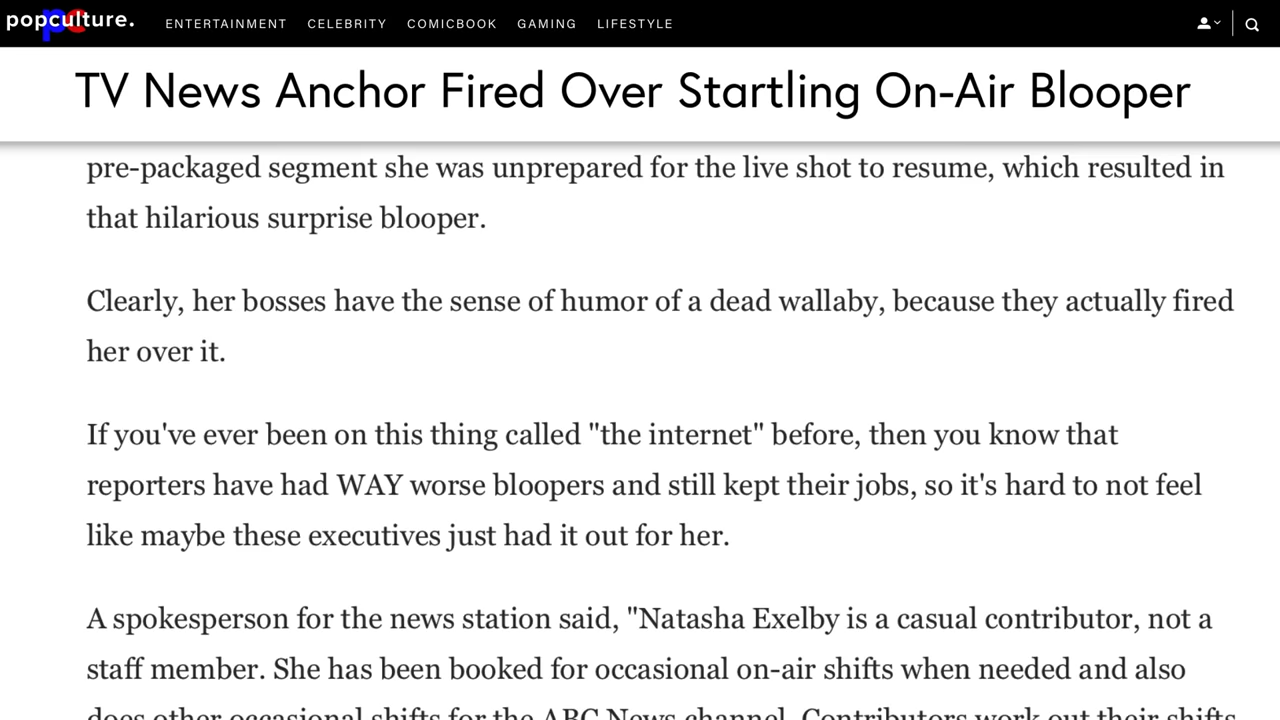 popculture.
ENTERTAINMENT
CELEBRITY
COMICBOOK
GAMING
LIFESTYLE
TV News Anchor Fired Over Startling On-Air Blooper
pre-packaged segment she was unprepared for the live shot to resume, which resulted in
that hilarious surprise blooper.
Clearly, her bosses have the sense of humor of a dead wallaby, because they actually fired
her over it.
If you've ever been on this thing called "the internet" before, then you know that
reporters have had WAY worse bloopers and still kept their jobs, so it's hard to not feel
like maybe these executives just had it out for her.
A spokesperson for the news station said, "Natasha Exelby is a casual contributor, not a
staff member. She has been booked for occasional on-air shifts when needed and also
does other occasional shifts for the ABC News channel. Contributors work out their shifts